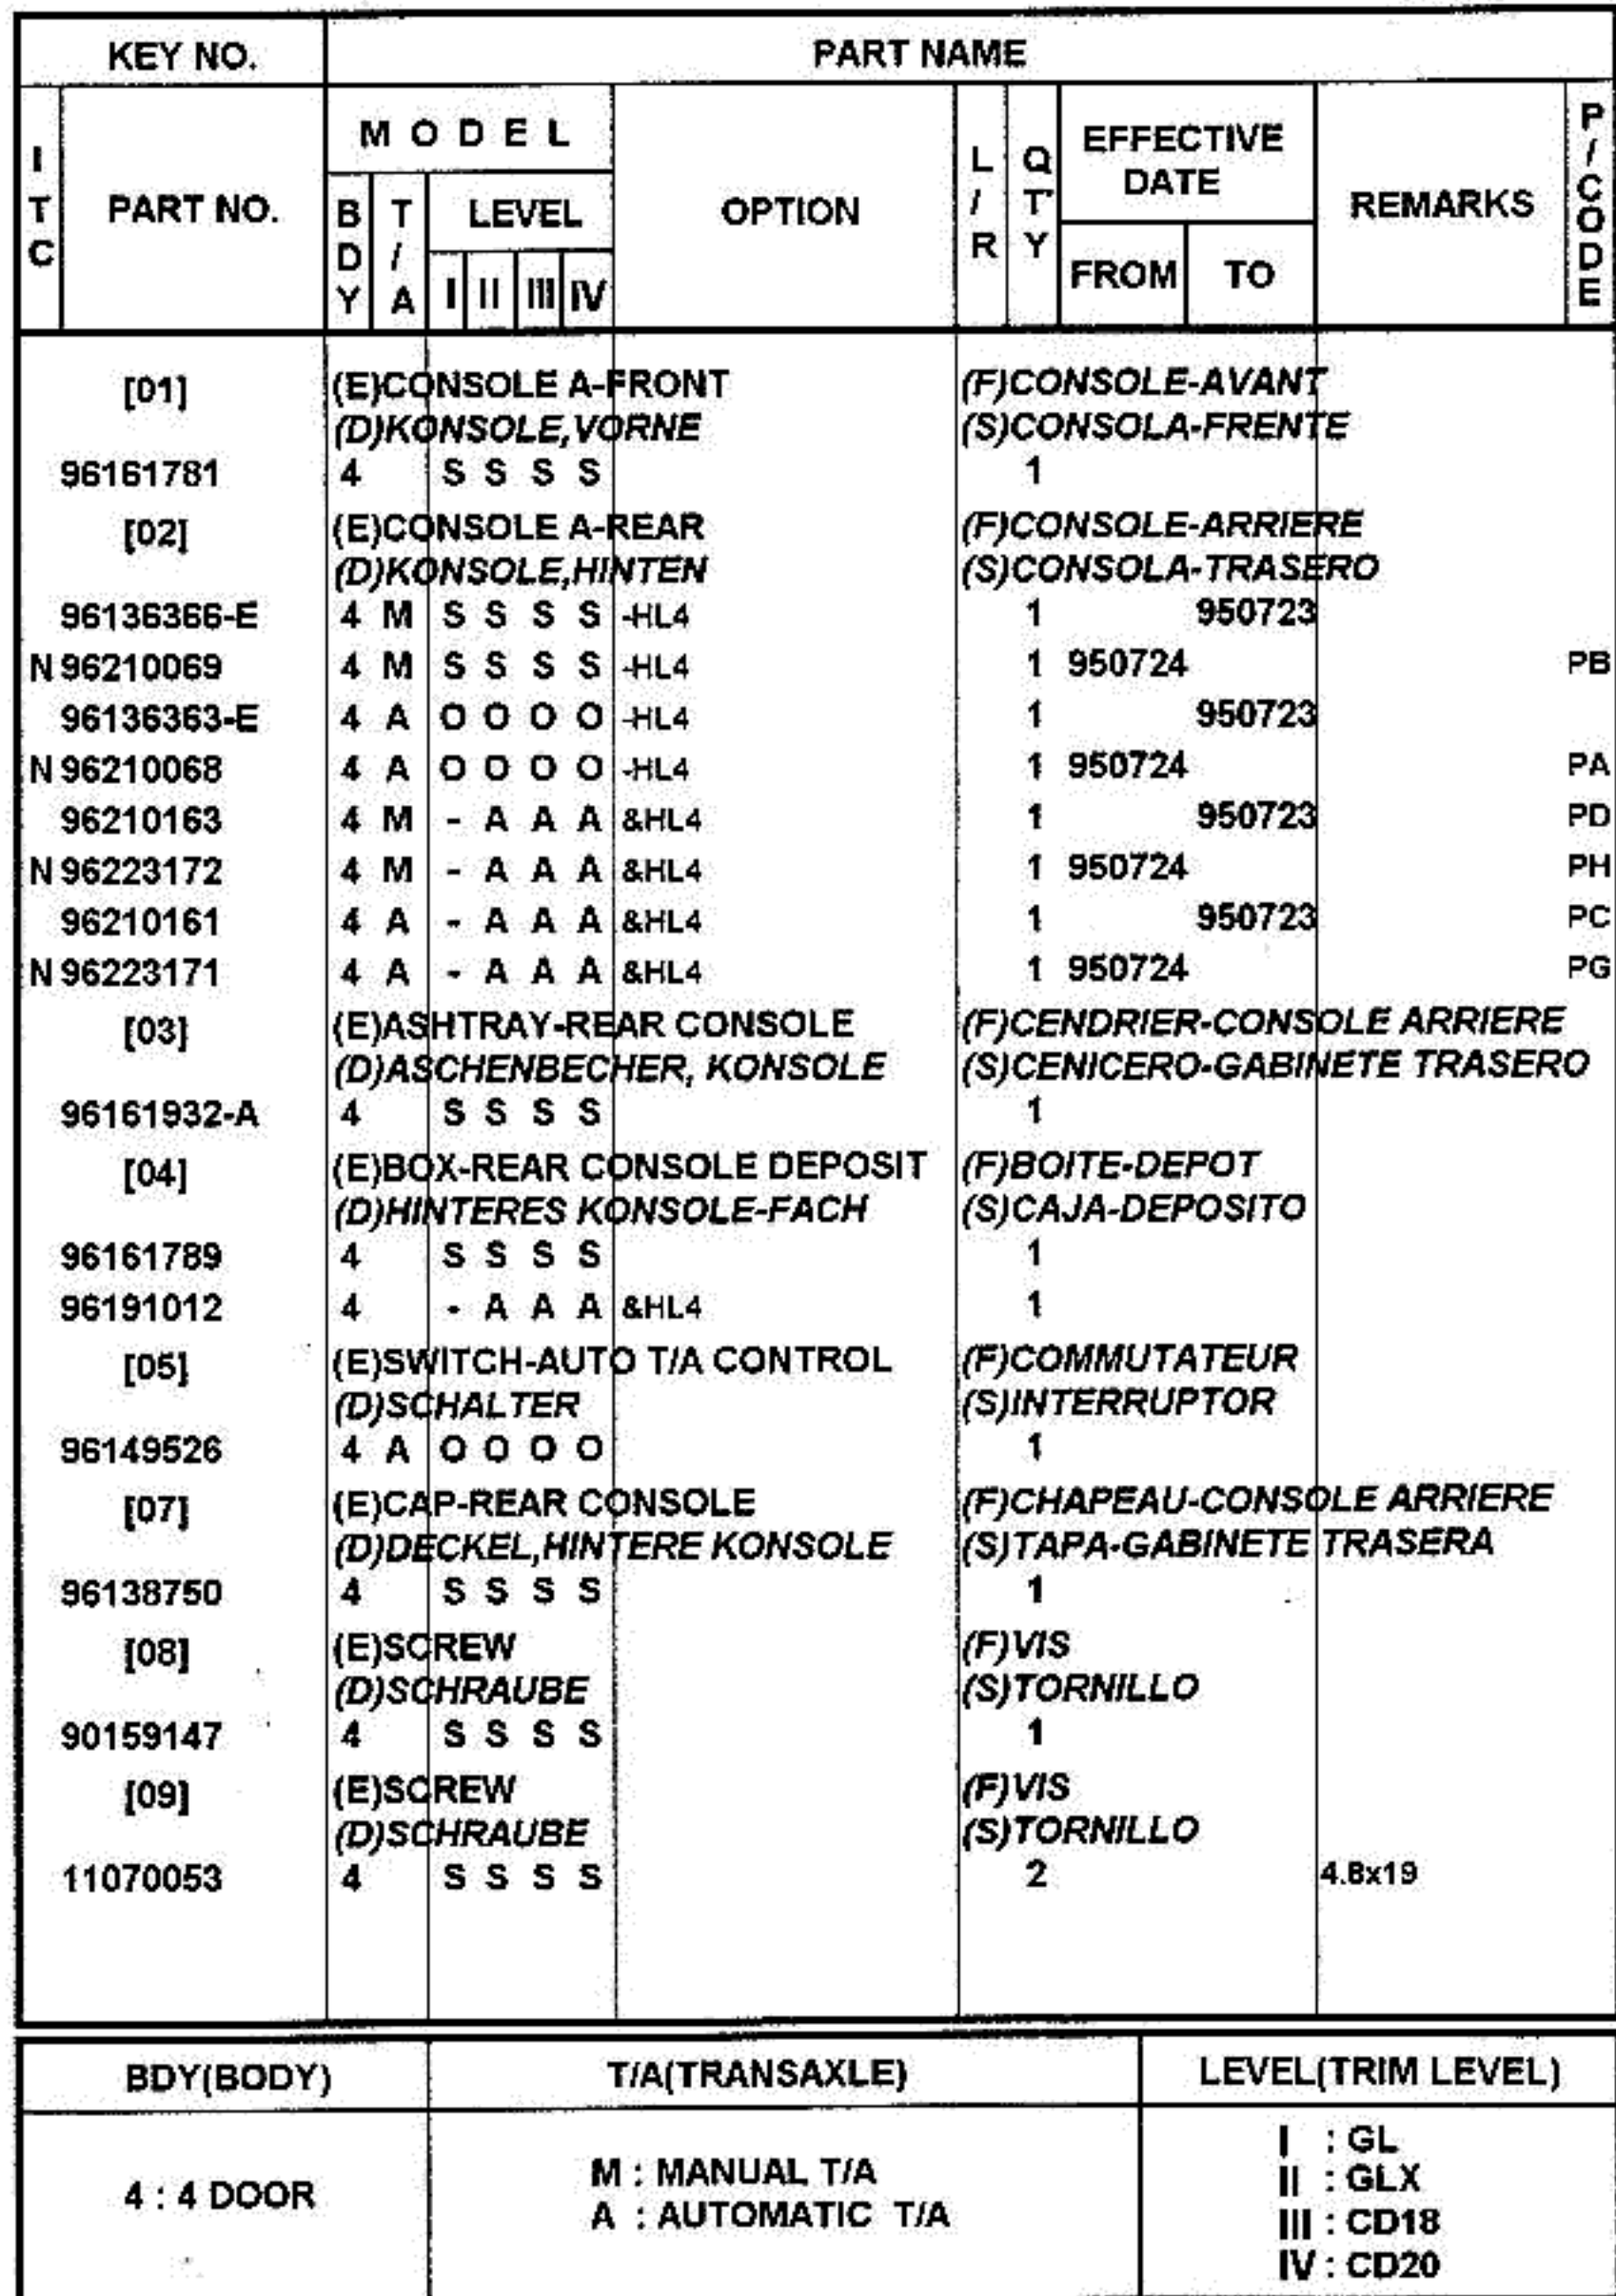 KEY NO. PART NAME
ITC PART NO. MODEL OPTION L/R Q'TY EFFECTIVE DATE REMARKS P/CODE
BDY T/A LEVEL FROM TO
I II III IV
[01] (E)CONSOLE A-FRONT (F)CONSOLE-AVANT
(D)KONSOLE,VORNE (S)CONSOLA-FRENTE
96161781 4 S S S S 1
[02] (E)CONSOLE A-REAR (F)CONSOLE-ARRIERE
(D)KONSOLE,HINTEN (S)CONSOLA-TRASERO
96136366-E 4 M S S S S -HL4 1 950723
N 96210069 4 M S S S S -HL4 1 950724 PB
96136363-E 4 A O O O O -HL4 1 950723
N 96210068 4 A O O O O -HL4 1 950724 PA
96210163 4 M - A A A &HL4 1 950723 PD
N 96223172 4 M - A A A &HL4 1 950724 PH
96210161 4 A - A A A &HL4 1 950723 PC
N 96223171 4 A - A A A &HL4 1 950724 PG
[03] (E)ASHTRAY-REAR CONSOLE (F)CENDRIER-CONSOLE ARRIERE
(D)ASCHENBECHER, KONSOLE (S)CENICERO-GABINETE TRASERO
96161932-A 4 S S S S 1
[04] (E)BOX-REAR CONSOLE DEPOSIT (F)BOITE-DEPOT
(D)HINTERES KONSOLE-FACH (S)CAJA-DEPOSITO
96161789 4 S S S S 1
96191012 4 - A A A &HL4 1
[05] (E)SWITCH-AUTO T/A CONTROL (F)COMMUTATEUR
(D)SCHALTER (S)INTERRUPTOR
96149526 4 A O O O O 1
[07] (E)CAP-REAR CONSOLE (F)CHAPEAU-CONSOLE ARRIERE
(D)DECKEL,HINTERE KONSOLE (S)TAPA-GABINETE TRASERA
96138750 4 S S S S 1
[08] (E)SCREW (F)VIS
(D)SCHRAUBE (S)TORNILLO
90159147 4 S S S S 1
[09] (E)SCREW (F)VIS
(D)SCHRAUBE (S)TORNILLO
11070053 4 S S S S 2 4.8x19
BDY(BODY) T/A(TRANSAXLE) LEVEL(TRIM LEVEL)
4 : 4 DOOR M : MANUAL T/A I : GL
A : AUTOMATIC T/A II : GLX
III : CD18
IV : CD20